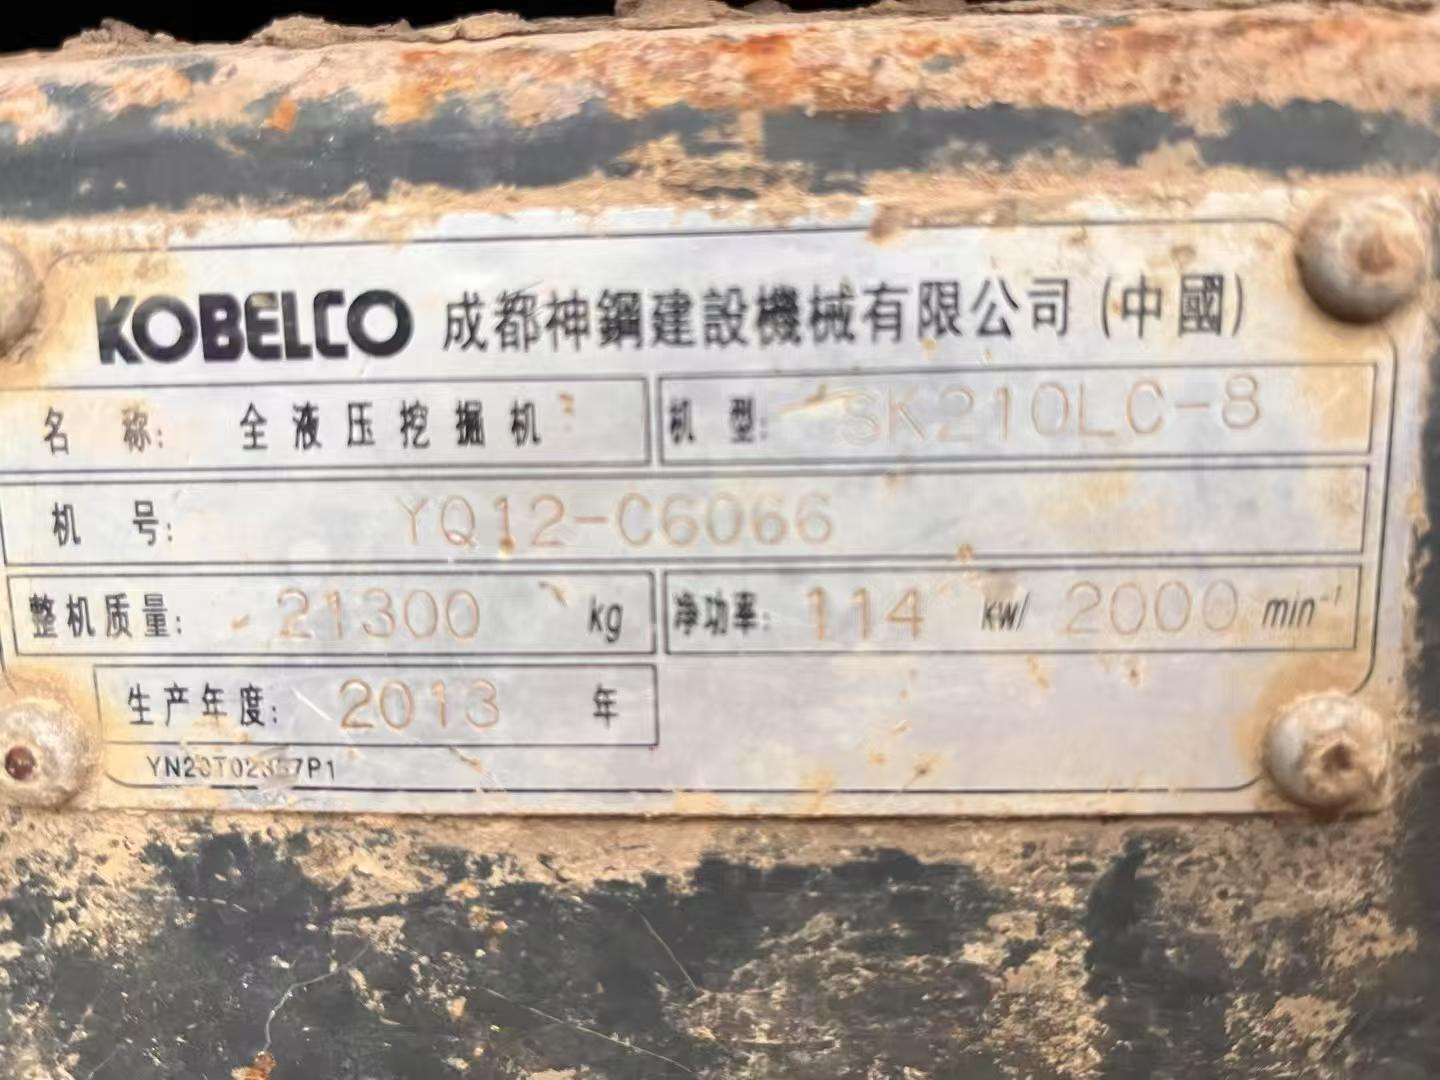 KOBELCO 成都神鋼建設機械有限公司 (中國)
名 称: 全液压挖掘机 机 型: SK210LC-8
机 号: YQ12-C6066
整机质量: 21300 kg 净功率: 114 kw/ 2000 min⁻¹
生产年度: 2013 年